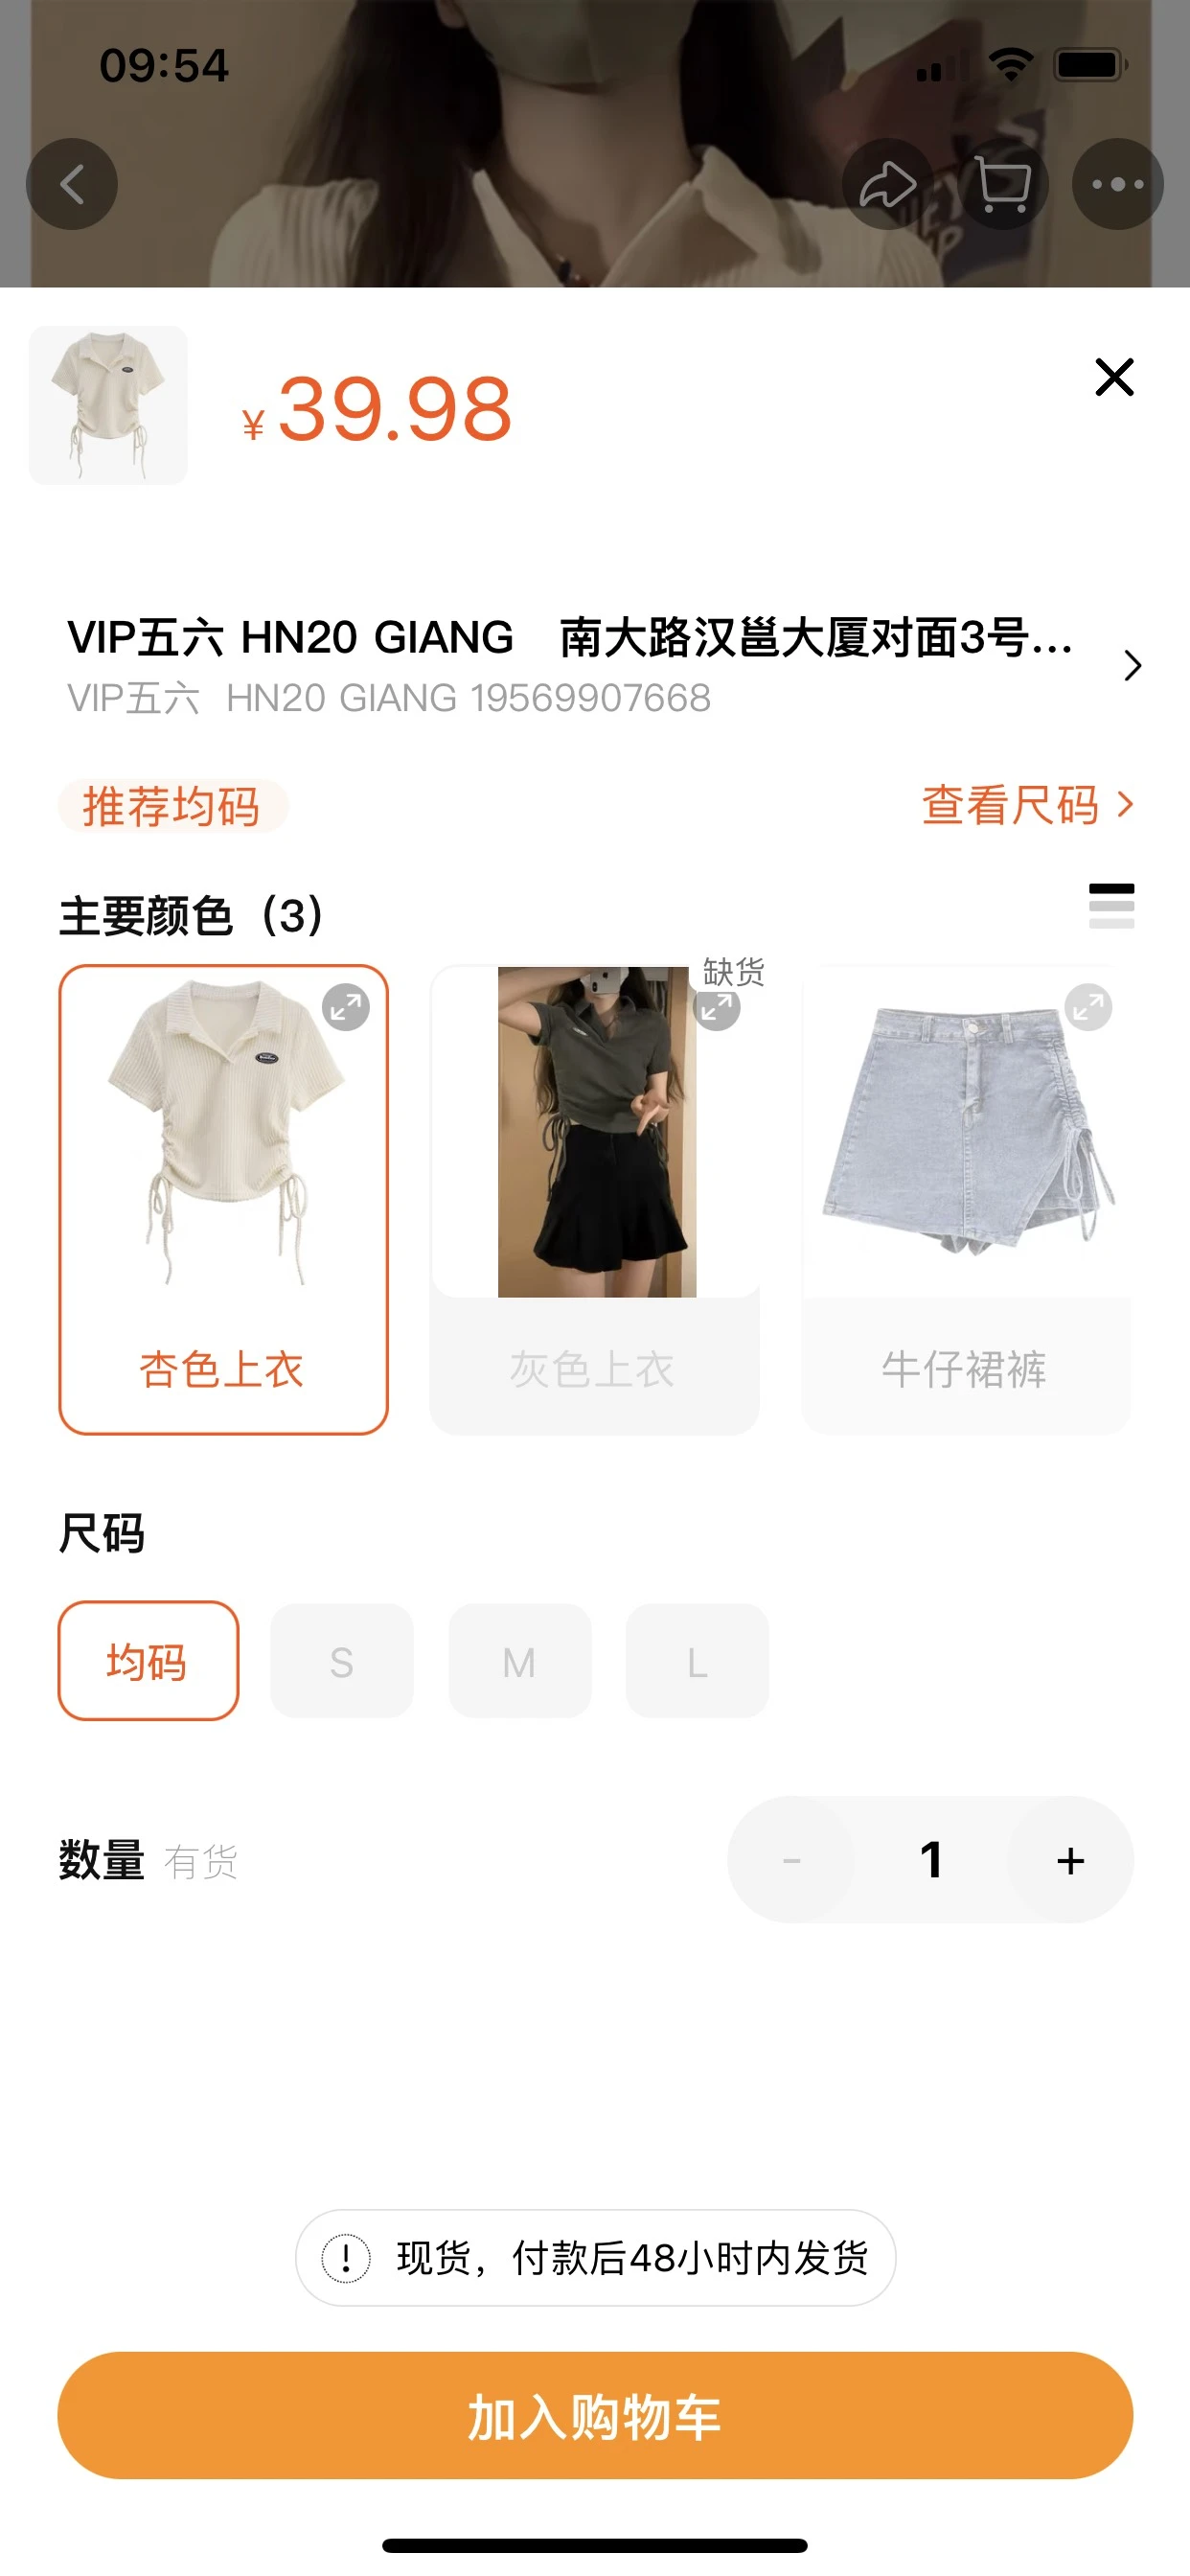 09:54
¥39.98
VIP五六 HN20 GIANG 南大路汉邕大厦对面3号...
VIP五六 HN20 GIANG 19569907668
推荐均码
查看尺码
主要颜色（3）
缺货
杏色上衣
灰色上衣
牛仔裙裤
尺码
均码
S
M
L
数量 有货
- 1 +
现货，付款后48小时内发货
加入购物车